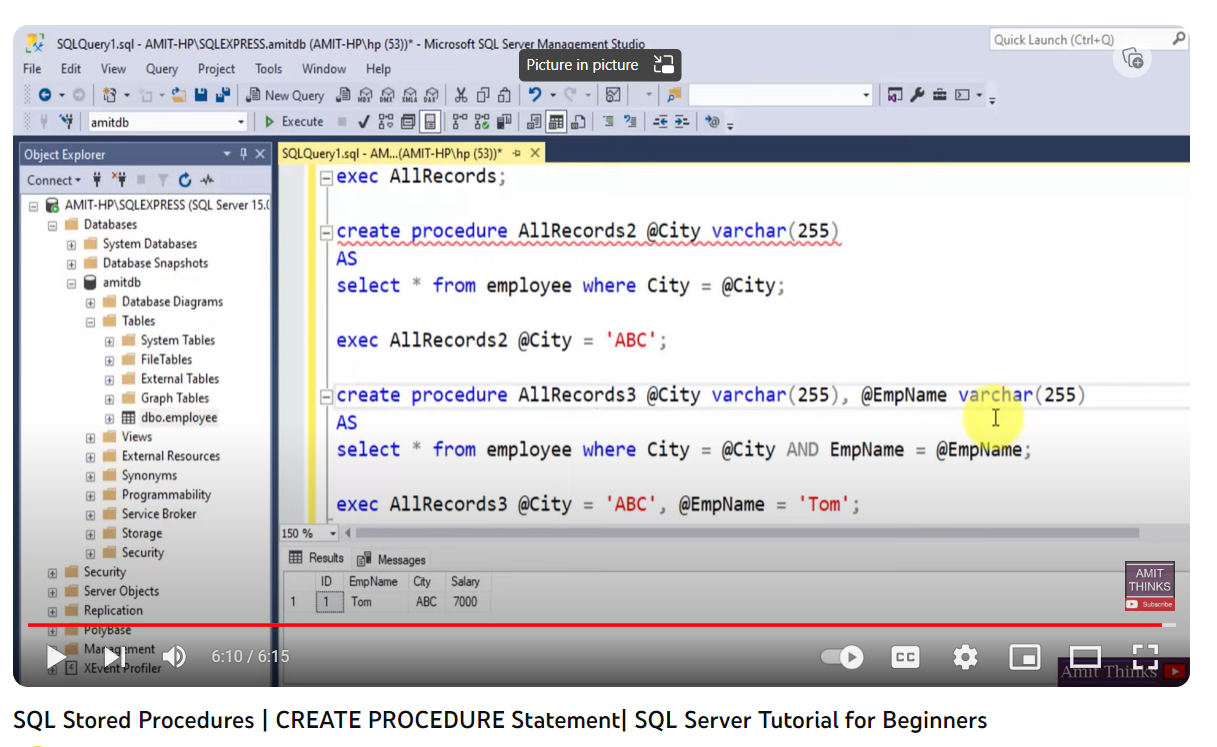 SQLQuery1.sql - AMIT-HP\SQLEXPRESS.amitdb (AMIT-HP\hp (53))* - Microsoft SQL Server Management Studio
Quick Launch (Ctrl+Q)
File Edit View Query Project Tools Window Help
Picture in picture
New Query
MDX DMX XMLA DAX
amitdb
Execute
Object Explorer
SQLQuery1.sql - AM...(AMIT-HP\hp (53))*
Connect
AMIT-HP\SQLEXPRESS (SQL Server 15.0
Databases
System Databases
Database Snapshots
amitdb
Database Diagrams
Tables
System Tables
FileTables
External Tables
Graph Tables
dbo.employee
Views
External Resources
Synonyms
Programmability
Service Broker
Storage
Security
Security
Server Objects
Replication
PolyBase
Management
XEvent Profiler
exec AllRecords;
create procedure AllRecords2 @City varchar(255)
AS
select * from employee where City = @City;
exec AllRecords2 @City = 'ABC';
create procedure AllRecords3 @City varchar(255), @EmpName varchar(255)
AS
select * from employee where City = @City AND EmpName = @EmpName;
exec AllRecords3 @City = 'ABC', @EmpName = 'Tom';
150 %
Results Messages
ID EmpName City Salary
1 1 Tom ABC 7000
AMIT
THINKS
Subscribe
6:10 / 6:15
CC
Amit Thinks
SQL Stored Procedures | CREATE PROCEDURE Statement| SQL Server Tutorial for Beginners